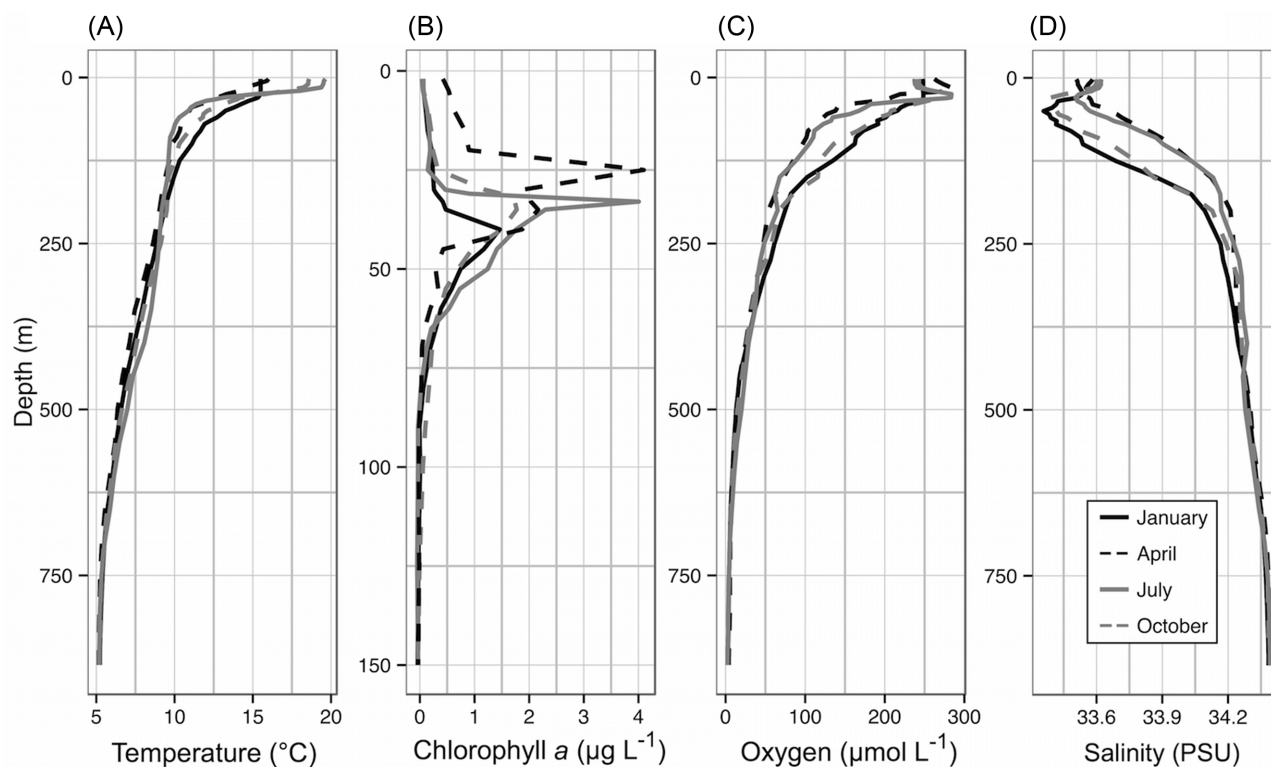 (A)
(B)
(C)
(D)
Depth (m)
0
250
500
750
5 10 15 20
Temperature (°C)
0
50
100
150
0 1 2 3 4
Chlorophyll a (µg L⁻¹)
0
250
500
750
0 100 200 300
Oxygen (µmol L⁻¹)
0
250
500
750
33.6 33.9 34.2
Salinity (PSU)
January
April
July
October